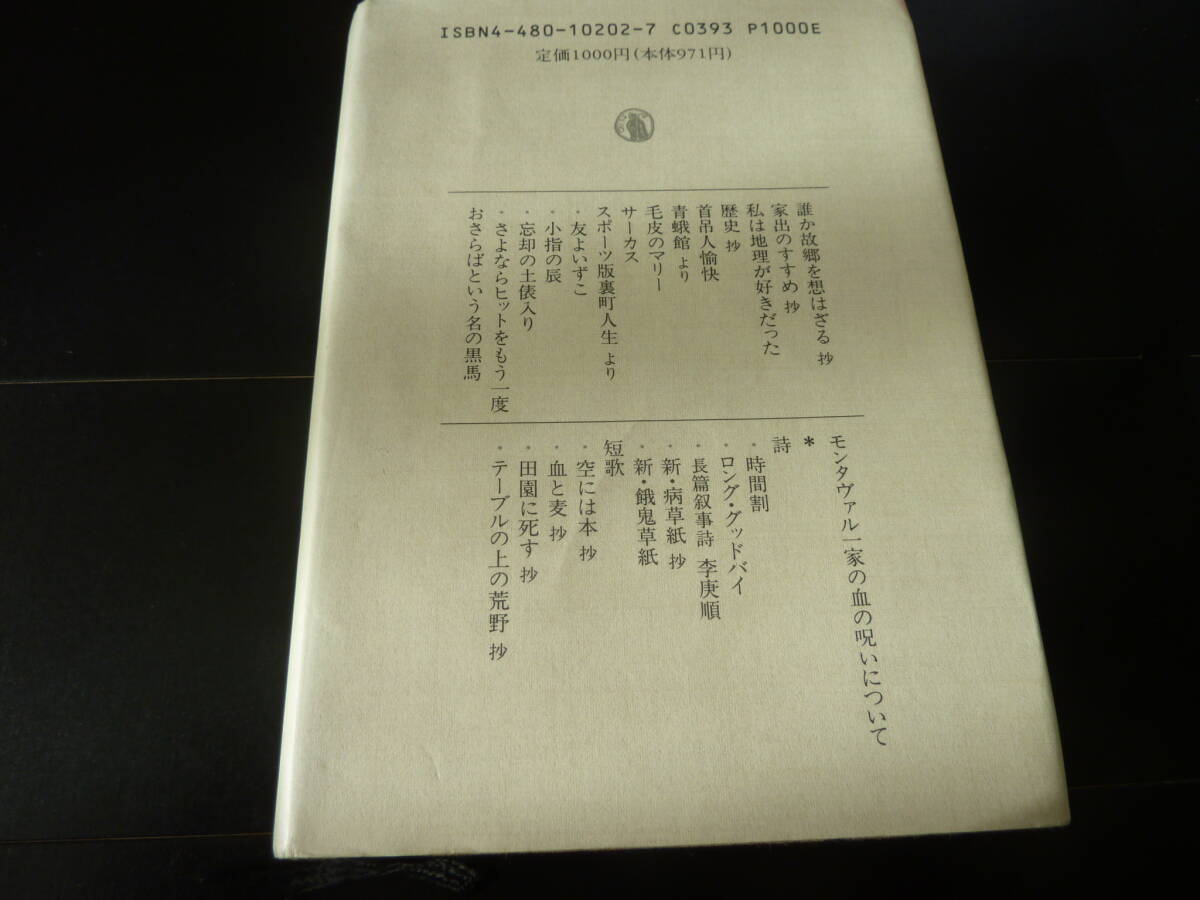 ISBN4-480-10202-7 C0393 P1000E
定価1000円(本体971円)
誰か故郷を想はざる 抄
家出のすすめ 抄
私は地理が好きだった
歴史 抄
首吊人愉快
青蛾館 より
毛皮のマリー
サーカス
スポーツ版裏町人生 より
・友よいずこ
・小指の辰
・忘却の土俵入り
・さよならヒットをもう一度
おさらばという名の黒馬
モンタヴァル一家の血の呪いについて
*
詩
・時間割
・ロング・グッドバイ
・長篇叙事詩 李庚順
・新・病草紙 抄
・新・餓鬼草紙
短歌
・空には本 抄
・血と麦 抄
・田園に死す 抄
・テーブルの上の荒野 抄